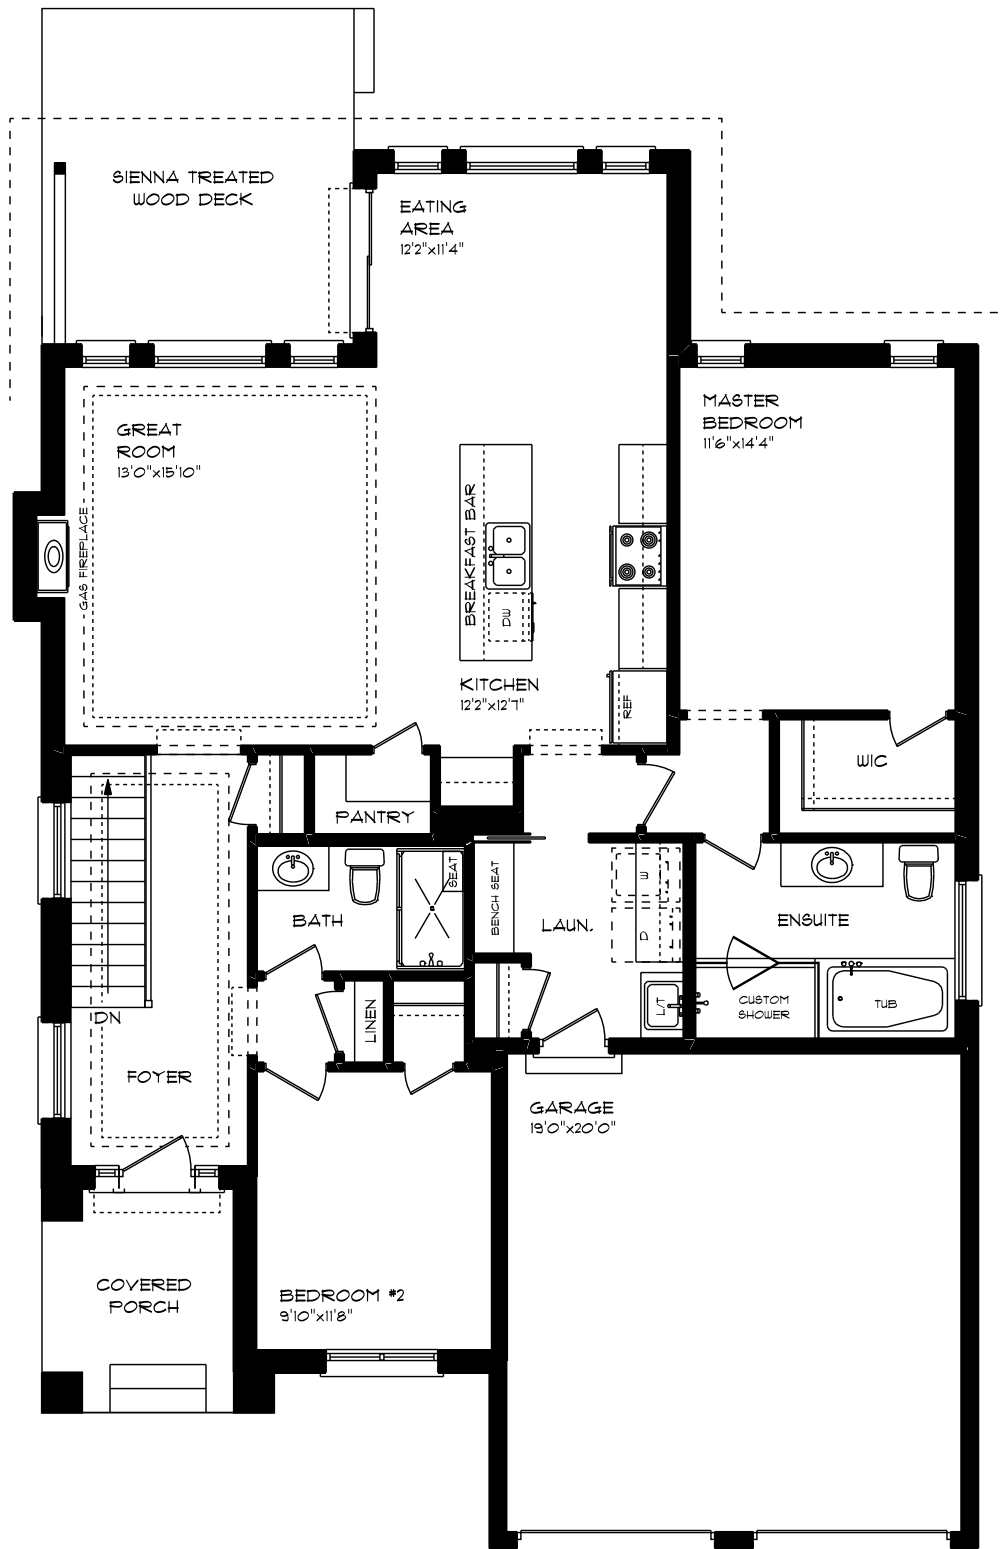 SIENNA TREATED
WOOD DECK
EATING
AREA
12'2"x11'4"
GREAT
ROOM
13'0"x15'10"
MASTER
BEDROOM
11'6"x14'4"
GAS FIREPLACE
BREAKFAST BAR
DW
KITCHEN
12'2"x12'7"
REF
WIC
PANTRY
BATH
SEAT
BENCH SEAT
LAUN.
W
D
ENSUITE
L/T
CUSTOM
SHOWER
TUB
DN
LINEN
FOYER
GARAGE
19'0"x20'0"
COVERED
PORCH
BEDROOM #2
9'10"x11'8"